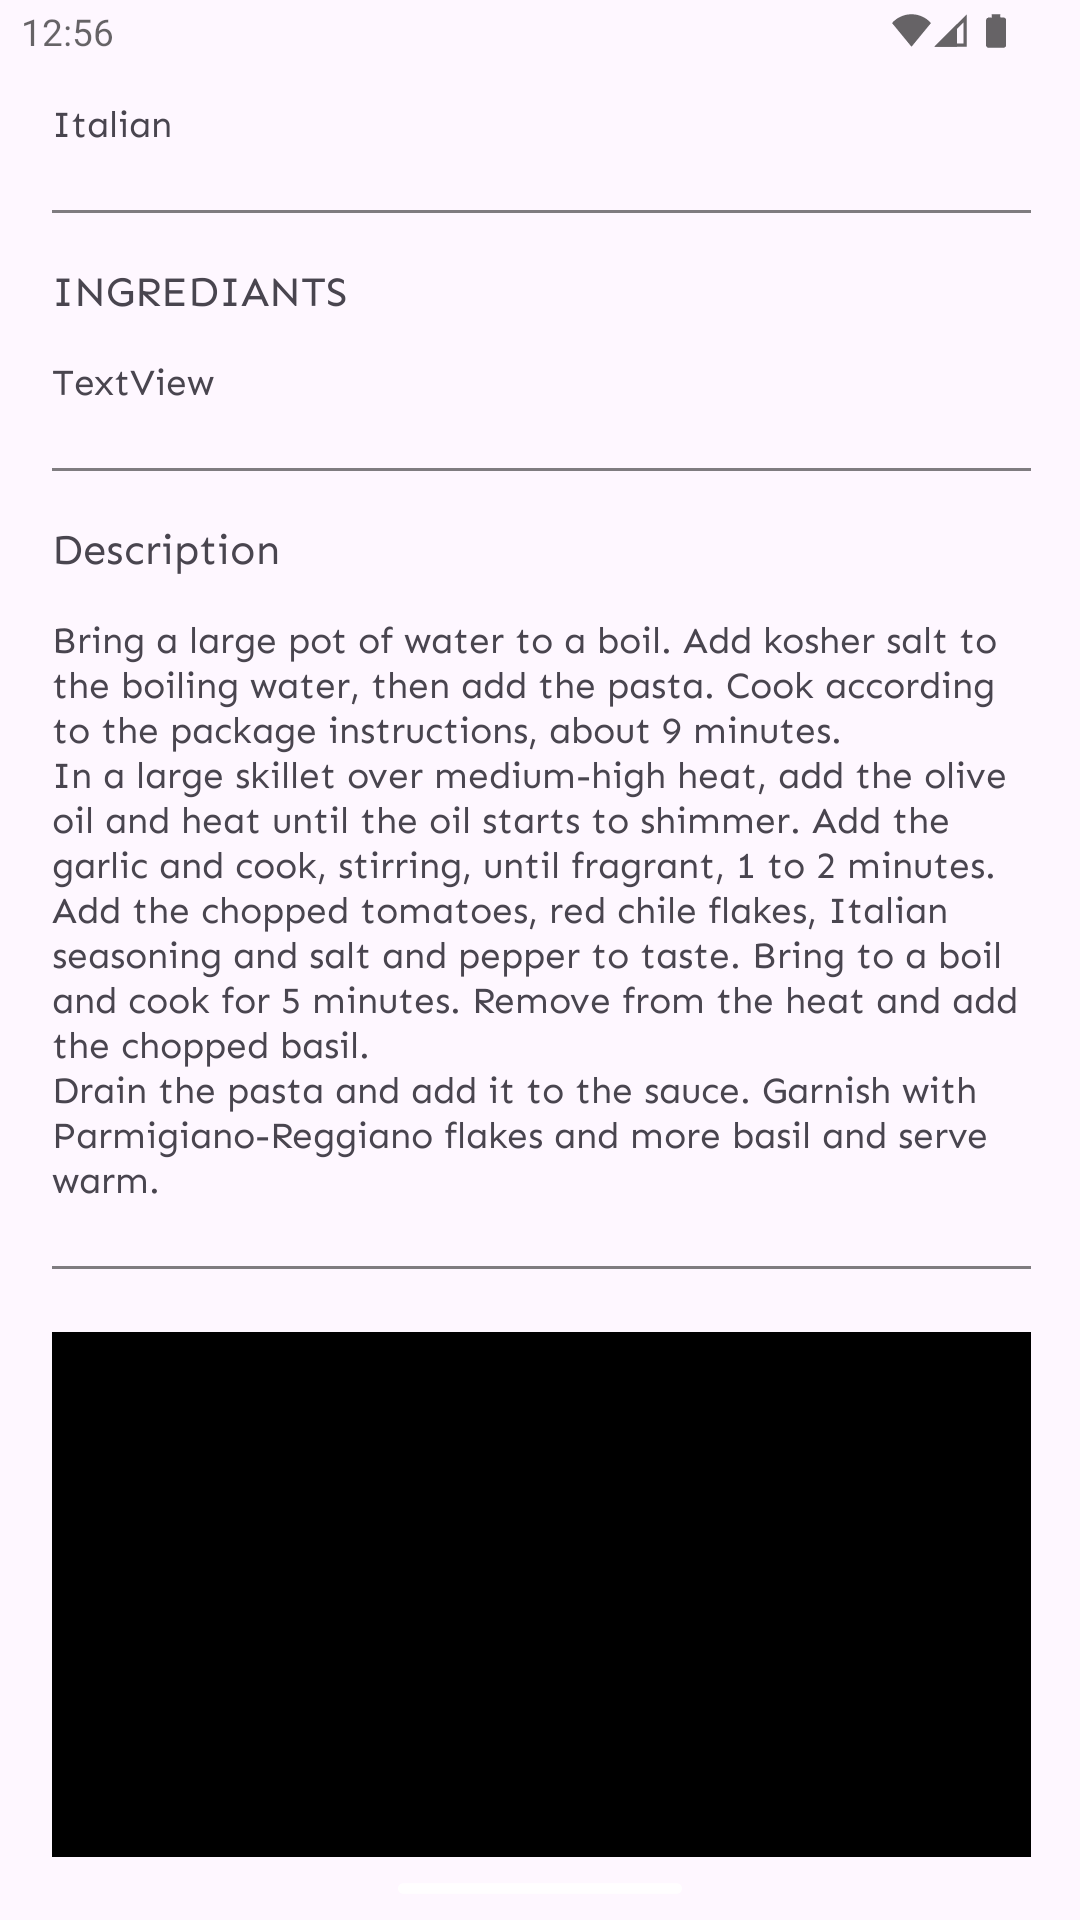 12:56
Italian
INGREDIANTS
TextView
Description
Bring a large pot of water to a boil. Add kosher salt to
the boiling water, then add the pasta. Cook according
to the package instructions, about 9 minutes.
In a large skillet over medium-high heat, add the olive
oil and heat until the oil starts to shimmer. Add the
garlic and cook, stirring, until fragrant, 1 to 2 minutes.
Add the chopped tomatoes, red chile flakes, Italian
seasoning and salt and pepper to taste. Bring to a boil
and cook for 5 minutes. Remove from the heat and add
the chopped basil.
Drain the pasta and add it to the sauce. Garnish with
Parmigiano-Reggiano flakes and more basil and serve
warm.